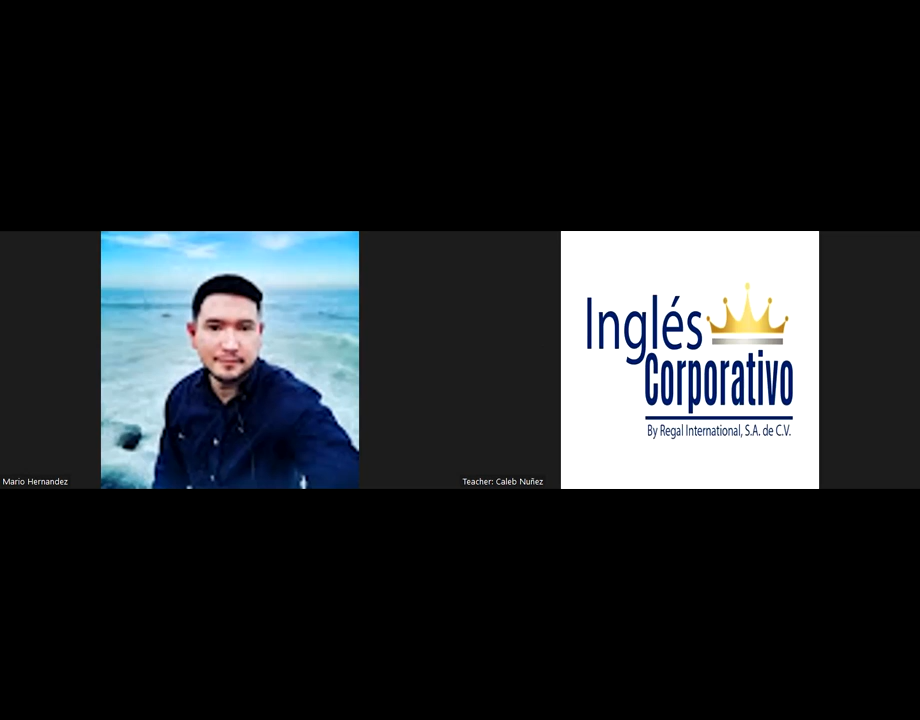 Inglés
Corporativo
By Regal International, S.A. de C.V.
Mario Hernandez
Teacher: Caleb Nuñez